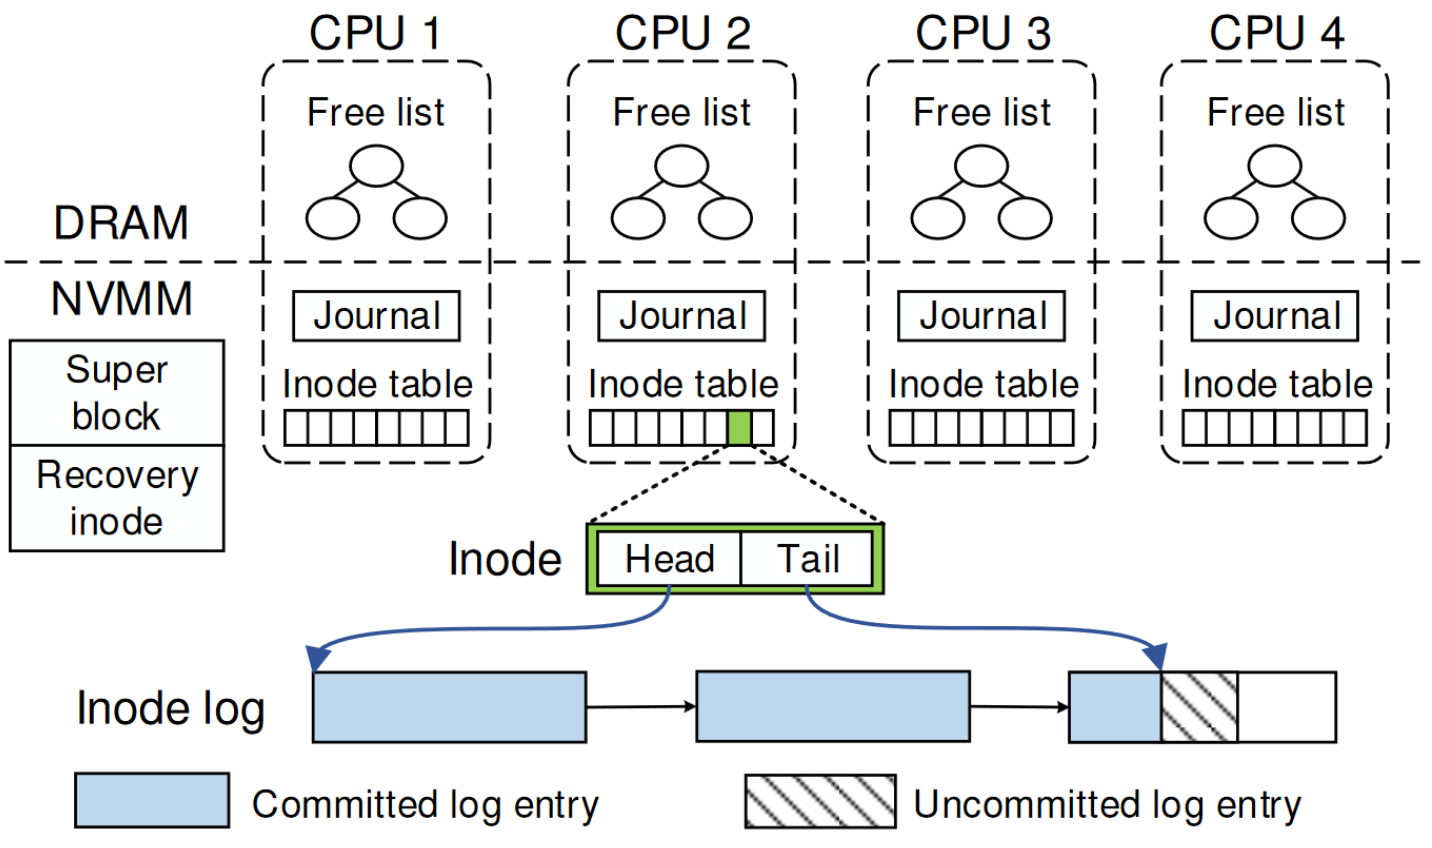 CPU 1 CPU 2 CPU 3 CPU 4
Free list Free list Free list Free list
DRAM
NVMM
Journal Journal Journal Journal
Super
block
Inode table Inode table Inode table Inode table
Recovery
inode
Inode Head Tail
Inode log
Committed log entry Uncommitted log entry